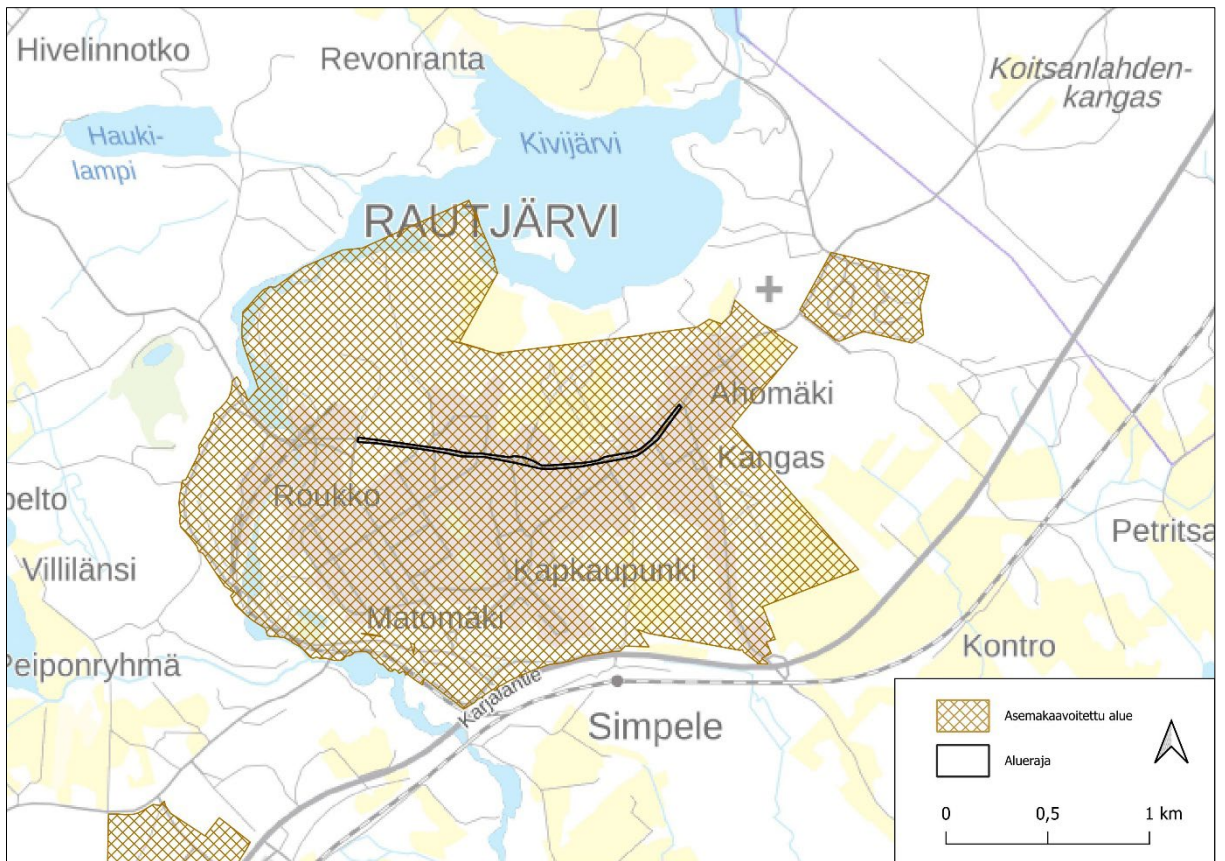 Hivelinnotko
Revonranta
Koitsanlahden-
kangas
Hauki-
lampi
Kivijärvi
RAUTJÄRVI
Ahomäki
Kangas
Roukko
pelto
Petritsa
Villilänsi
Kapkaupunki
Matomäki
Peiponryhmä
Kontro
Karjalantie
Simpele
Asemakaavoitettu alue
Alueraja
0 0,5 1 km